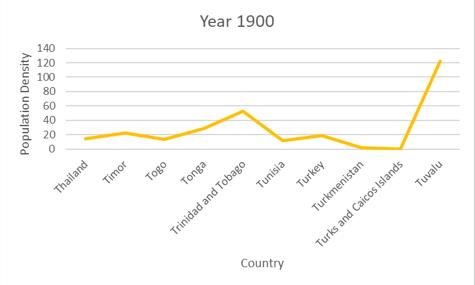 Year 1900
Population Density
140
120
100
80
60
40
20
0
Thailand
Timor
Togo
Tonga
Trinidad and Tobago
Tunisia
Turkey
Turkmenistan
Turks and Caicos Islands
Tuvalu
Country